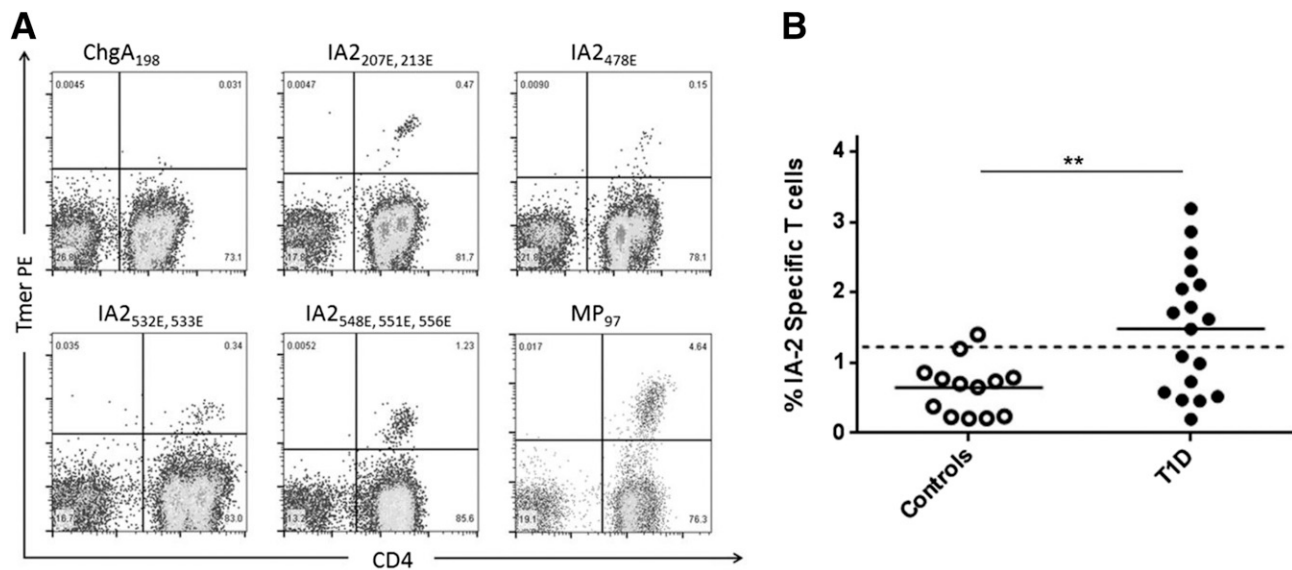 A
B
ChgA198
IA2207E, 213E
IA2478E
0.0045
0.031
0.0047
0.47
0.0090
0.15
26.8
73.1
17.8
81.7
21.8
78.1
IA2532E, 533E
IA2548E, 551E, 556E
MP97
0.035
0.34
0.0052
1.23
0.017
4.64
16.7
83.0
13.2
85.6
19.1
76.3
Tmer PE
CD4
% IA-2 Specific T cells
4
3
2
1
0
**
Controls
T1D